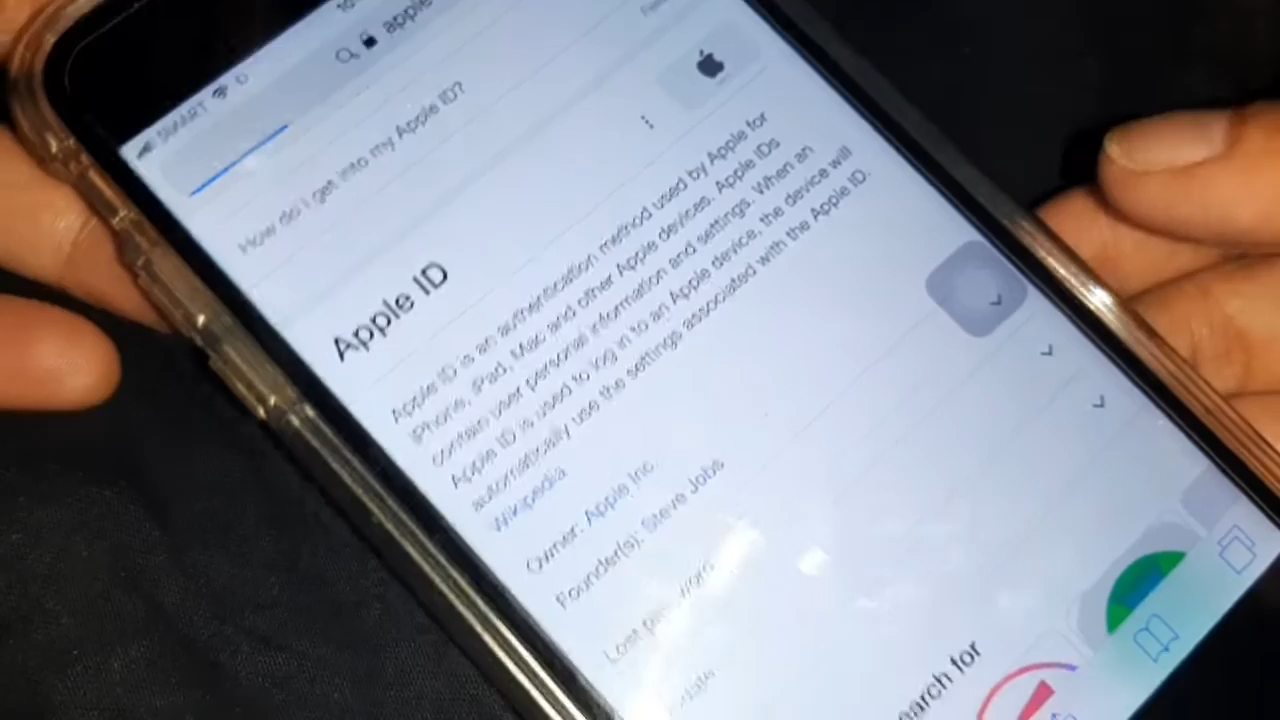 SMART
apple
How do I get into my Apple ID?
Apple ID
Apple ID is an authentication method used by Apple for
iPhone, iPad, Mac and other Apple devices. Apple IDs
contain user personal information and settings. When an
Apple ID is used to log in to an Apple device, the device will
automatically use the settings associated with the Apple ID.
Wikipedia
Owner: Apple Inc.
Founder(s): Steve Jobs
Lost
earch for